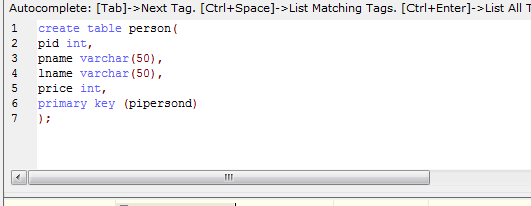 Autocomplete: [Tab]->Next Tag. [Ctrl+Space]->List Matching Tags. [Ctrl+Enter]->List All T
1 create table person(
2 pid int,
3 pname varchar(50),
4 lname varchar(50),
5 price int,
6 primary key (pipersond)
7 );